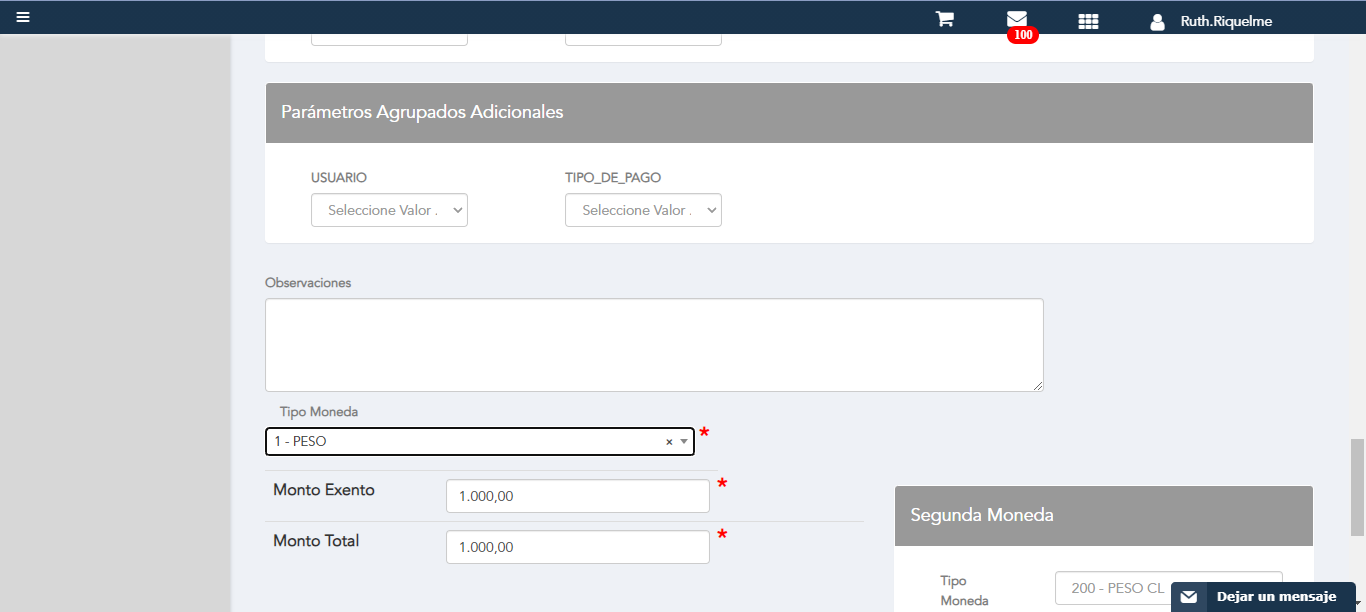 100
Ruth.Riquelme
Parámetros Agrupados Adicionales
USUARIO
TIPO_DE_PAGO
Seleccione Valor .
Seleccione Valor .
Observaciones
Tipo Moneda
1 - PESO × *
Monto Exento
1.000,00 *
Monto Total
1.000,00 *
Segunda Moneda
Tipo
Moneda
200 - PESO CL
Dejar un mensaje